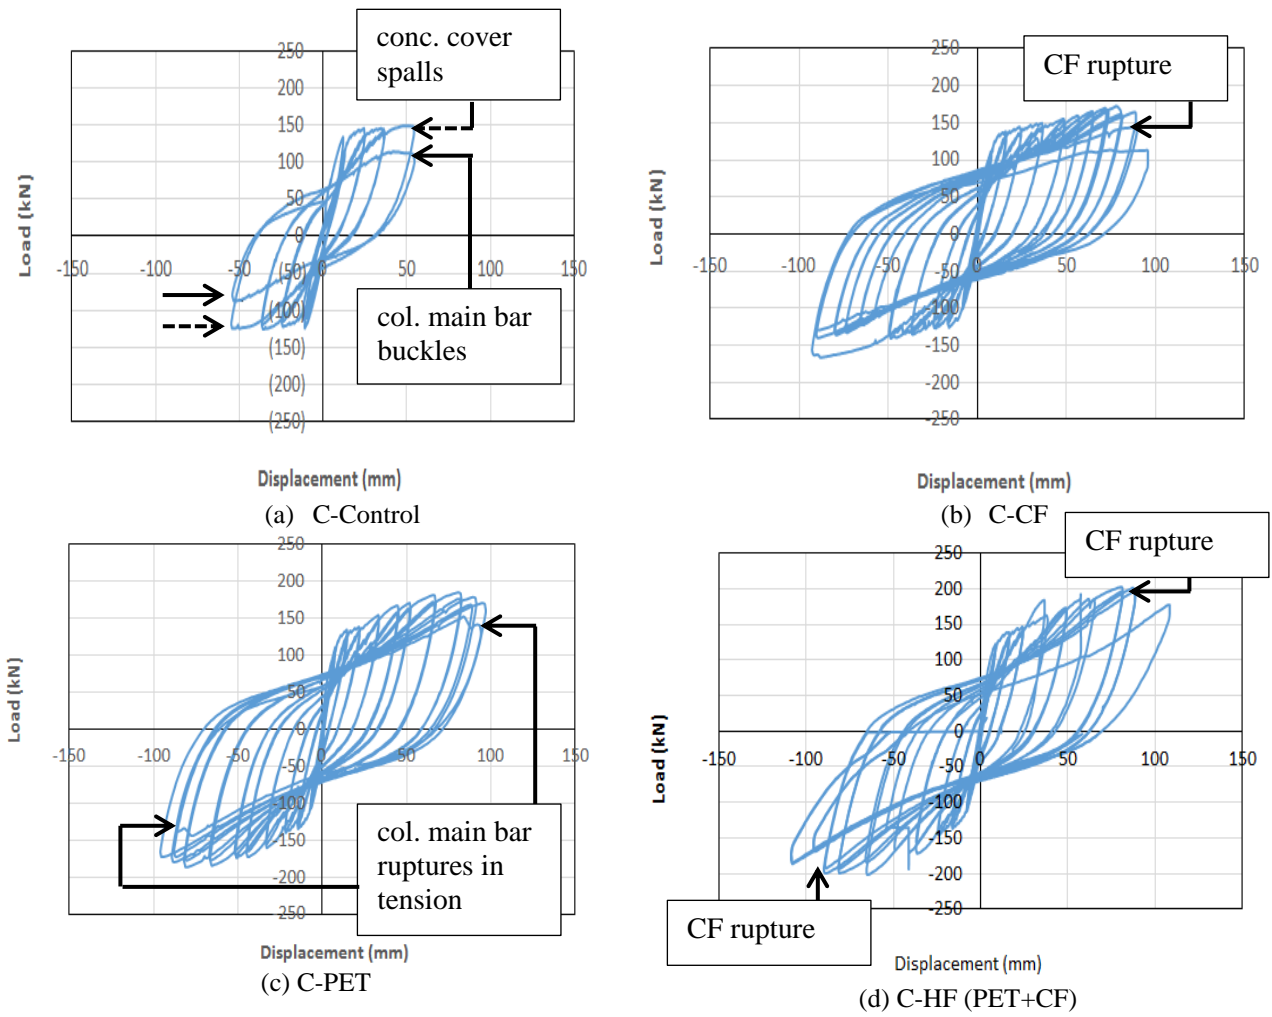 conc. cover
spalls
250
200
150
100
50
0
-150 -100 -50 0 50 100 150
-50
(100)
(150)
(200)
(250)
Load (kN)
col. main bar
buckles
Displacement (mm)
(a) C-Control
CF rupture
250
200
150
100
50
0
-150 -100 -50 0 50 100 150
-50
-100
-150
-200
-250
Load (kN)
Displacement (mm)
(b) C-CF
250
200
150
100
50
0
-150 -100 -50 0 50 100 150
-50
-100
-150
-200
-250
Load (kN)
col. main bar
ruptures in
tension
Displacement (mm)
(c) C-PET
CF rupture
250
200
150
100
50
0
-150 -100 -50 0 50 100 150
-50
-100
-150
-200
-250
Load (kN)
CF rupture
Displacement (mm)
(d) C-HF (PET+CF)